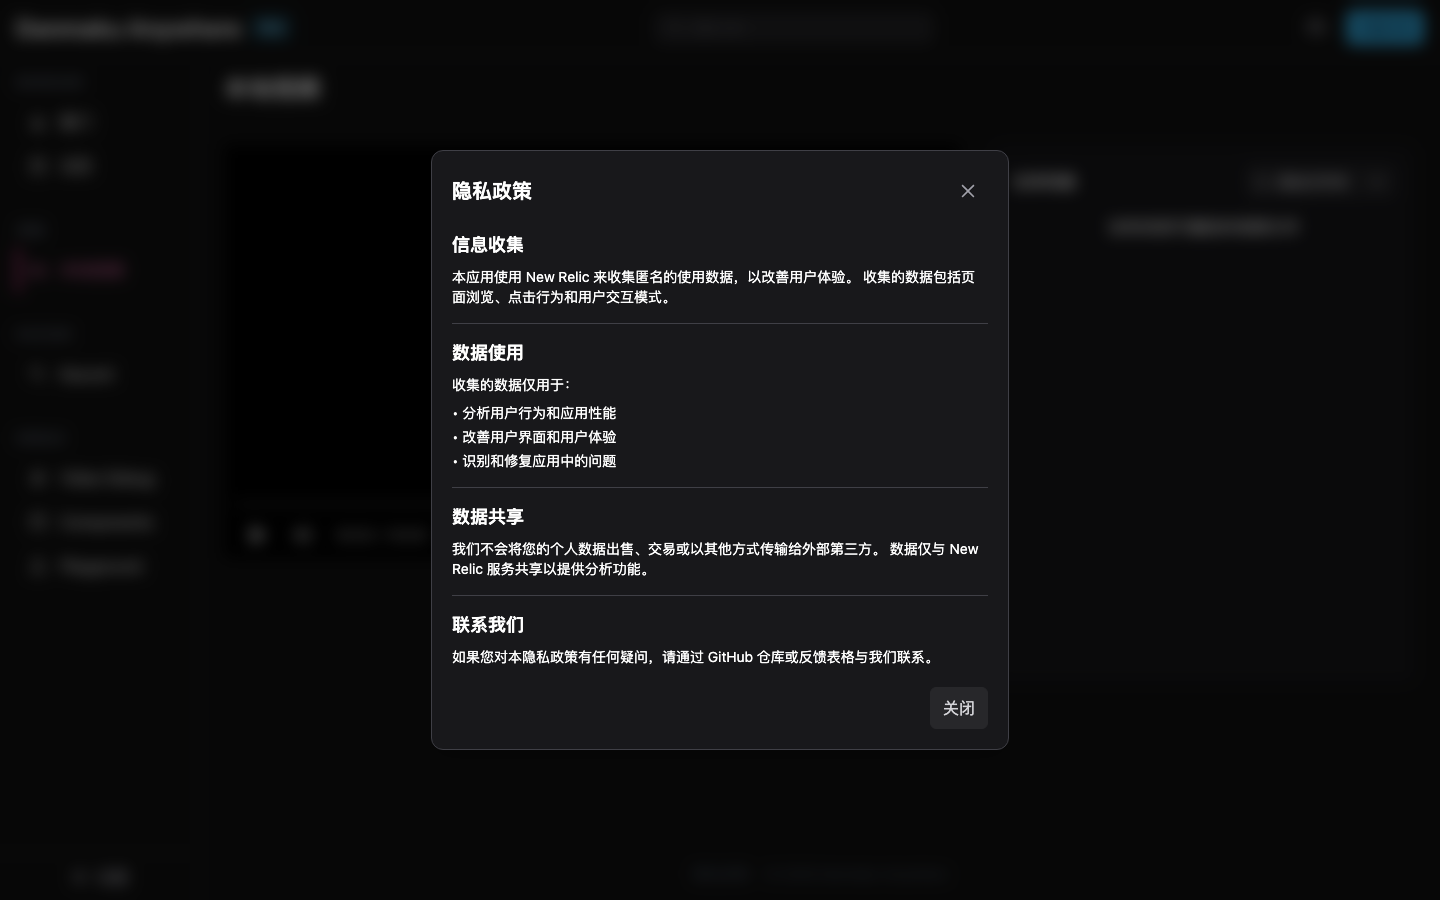 隐私政策
信息收集
本应用使用 New Relic 来收集匿名的使用数据，以改善用户体验。 收集的数据包括页
面浏览、点击行为和用户交互模式。
数据使用
收集的数据仅用于：
• 分析用户行为和应用性能
• 改善用户界面和用户体验
• 识别和修复应用中的问题
数据共享
我们不会将您的个人数据出售、交易或以其他方式传输给外部第三方。 数据仅与 New
Relic 服务共享以提供分析功能。
联系我们
如果您对本隐私政策有任何疑问，请通过 GitHub 仓库或反馈表格与我们联系。
关闭